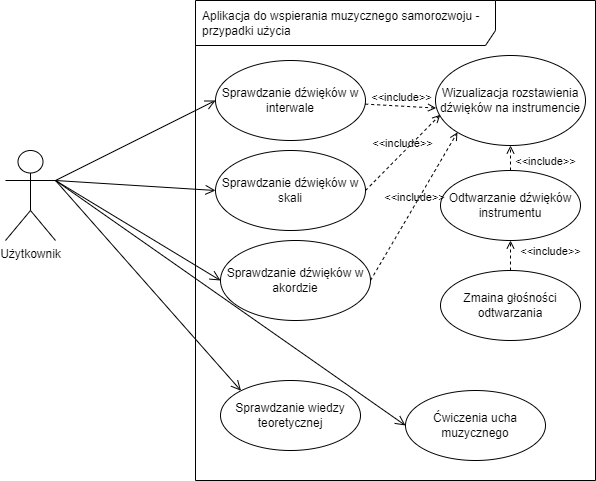 Aplikacja do wspierania muzycznego samorozwoju -
przypadki użycia
Sprawdzanie dźwięków w
interwale
<<include>>
Wizualizacja rozstawienia
dźwięków na instrumencie
<<include>>
<<include>>
Sprawdzanie dźwięków w
skali
<<include>>
Odtwarzanie dźwięków
instrumentu
Użytkownik
<<include>>
Sprawdzanie dźwięków w
akordzie
Zmaina głośności
odtwarzania
Sprawdzanie wiedzy
teoretycznej
Ćwiczenia ucha
muzycznego